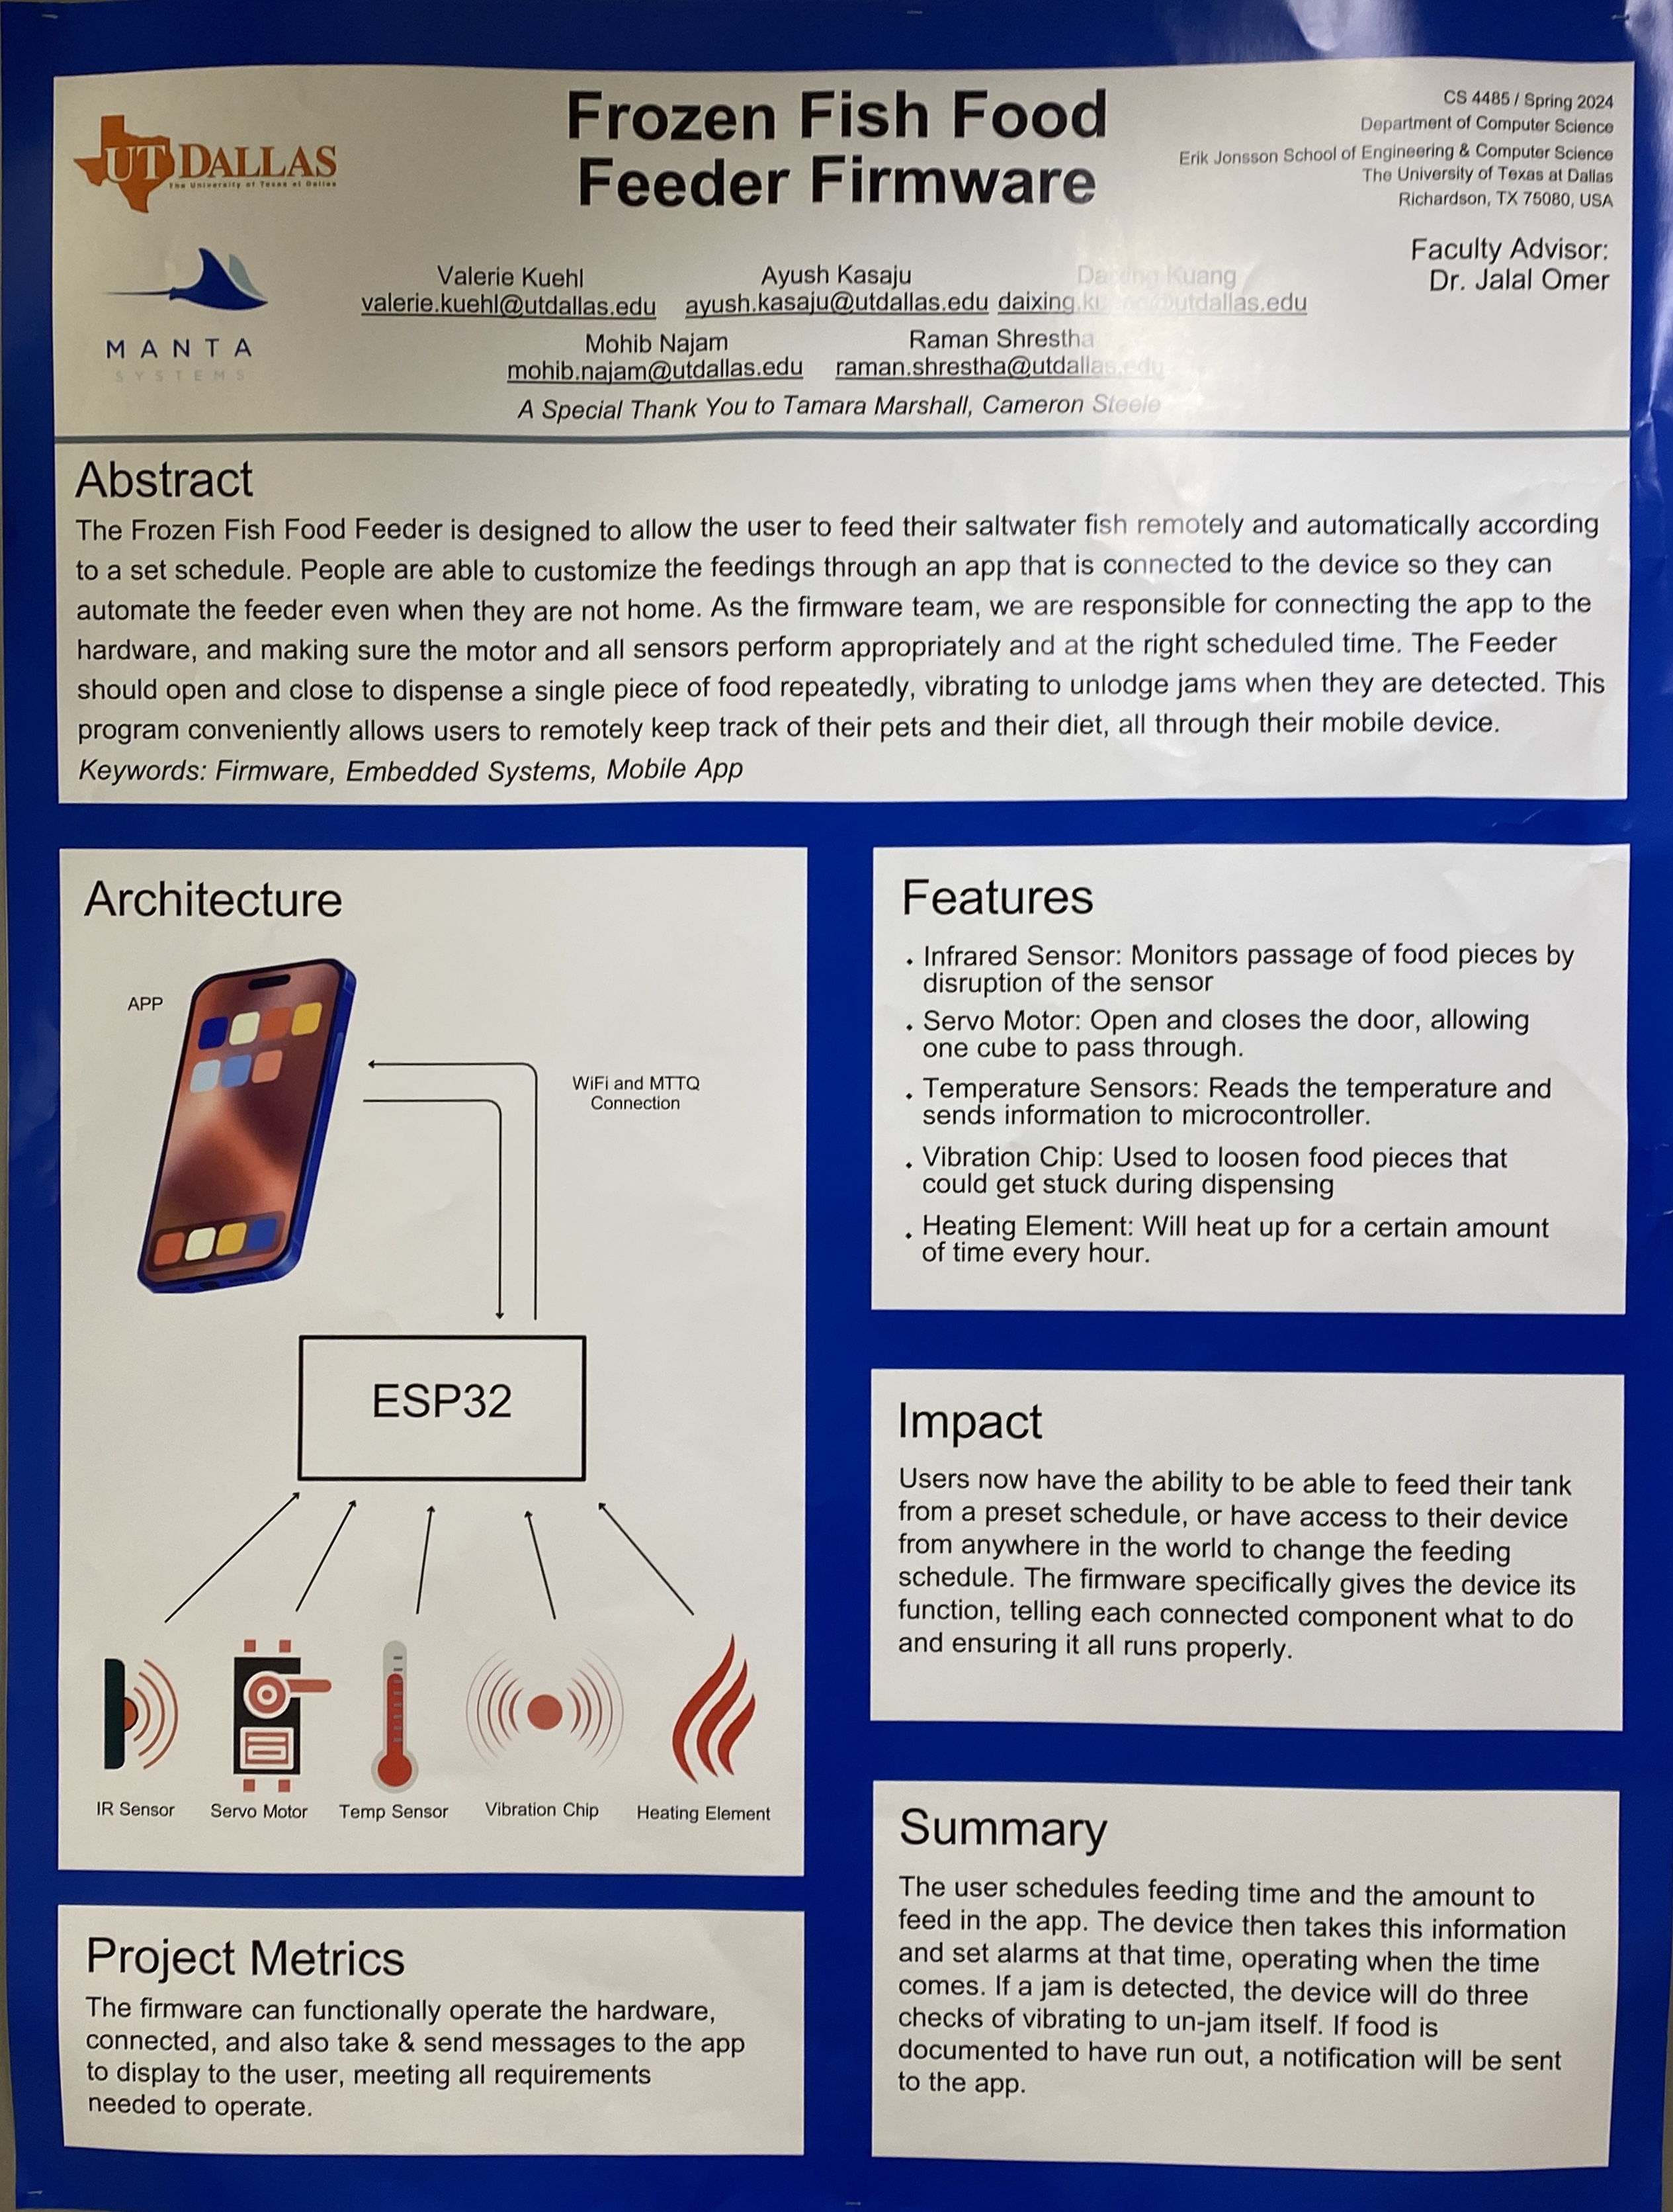 UT DALLAS
The University of Texas at Dallas
MANTA
SYSTEMS
Frozen Fish Food
Feeder Firmware
CS 4485 / Spring 2024
Department of Computer Science
Erik Jonsson School of Engineering & Computer Science
The University of Texas at Dallas
Richardson, TX 75080, USA
Faculty Advisor:
Dr. Jalal Omer
Valerie Kuehl Ayush Kasaju Kuang
valerie.kuehl@utdallas.edu ayush.kasaju@utdallas.edu
Mohib Najam Raman Shrestha
mohib.najam@utdallas.edu raman.shrestha@utdallas.edu
A Special Thank You to Tamara Marshall, Cameron Steele
Abstract
The Frozen Fish Food Feeder is designed to allow the user to feed their saltwater fish remotely and automatically according
to a set schedule. People are able to customize the feedings through an app that is connected to the device so they can
automate the feeder even when they are not home. As the firmware team, we are responsible for connecting the app to the
hardware, and making sure the motor and all sensors perform appropriately and at the right scheduled time. The Feeder
should open and close to dispense a single piece of food repeatedly, vibrating to unlodge jams when they are detected. This
program conveniently allows users to remotely keep track of their pets and their diet, all through their mobile device.
Keywords: Firmware, Embedded Systems, Mobile App
Architecture
APP
WiFi and MTTQ
Connection
ESP32
IR Sensor Servo Motor Temp Sensor Vibration Chip Heating Element
Project Metrics
The firmware can functionally operate the hardware,
connected, and also take & send messages to the app
to display to the user, meeting all requirements
needed to operate.
Features
. Infrared Sensor: Monitors passage of food pieces by
disruption of the sensor
. Servo Motor: Open and closes the door, allowing
one cube to pass through.
. Temperature Sensors: Reads the temperature and
sends information to microcontroller.
. Vibration Chip: Used to loosen food pieces that
could get stuck during dispensing
. Heating Element: Will heat up for a certain amount
of time every hour.
Impact
Users now have the ability to be able to feed their tank
from a preset schedule, or have access to their device
from anywhere in the world to change the feeding
schedule. The firmware specifically gives the device its
function, telling each connected component what to do
and ensuring it all runs properly.
Summary
The user schedules feeding time and the amount to
feed in the app. The device then takes this information
and set alarms at that time, operating when the time
comes. If a jam is detected, the device will do three
checks of vibrating to un-jam itself. If food is
documented to have run out, a notification will be sent
to the app.